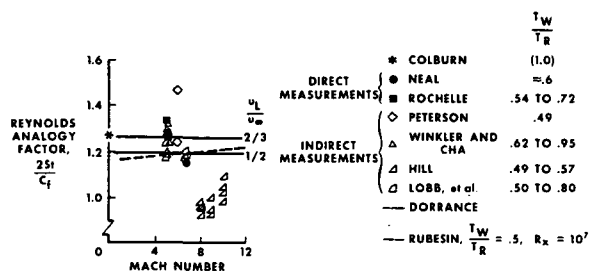 1.6
1.4
1.2
1.0
REYNOLDS
ANALOGY
FACTOR,
2St
C_f
0 4 8 12
MACH NUMBER
u_L
u_∞
2/3
1/2
T_W
T_R
* COLBURN (1.0)
DIRECT
MEASUREMENTS
● NEAL ≈.6
■ ROCHELLE .54 TO .72
INDIRECT
MEASUREMENTS
◇ PETERSON .49
△ WINKLER AND
CHA .62 TO .95
HILL .49 TO .57
LOBB, et al. .50 TO .80
— DORRANCE
--- RUBESIN, T_W/T_R = .5, R_x = 10^7